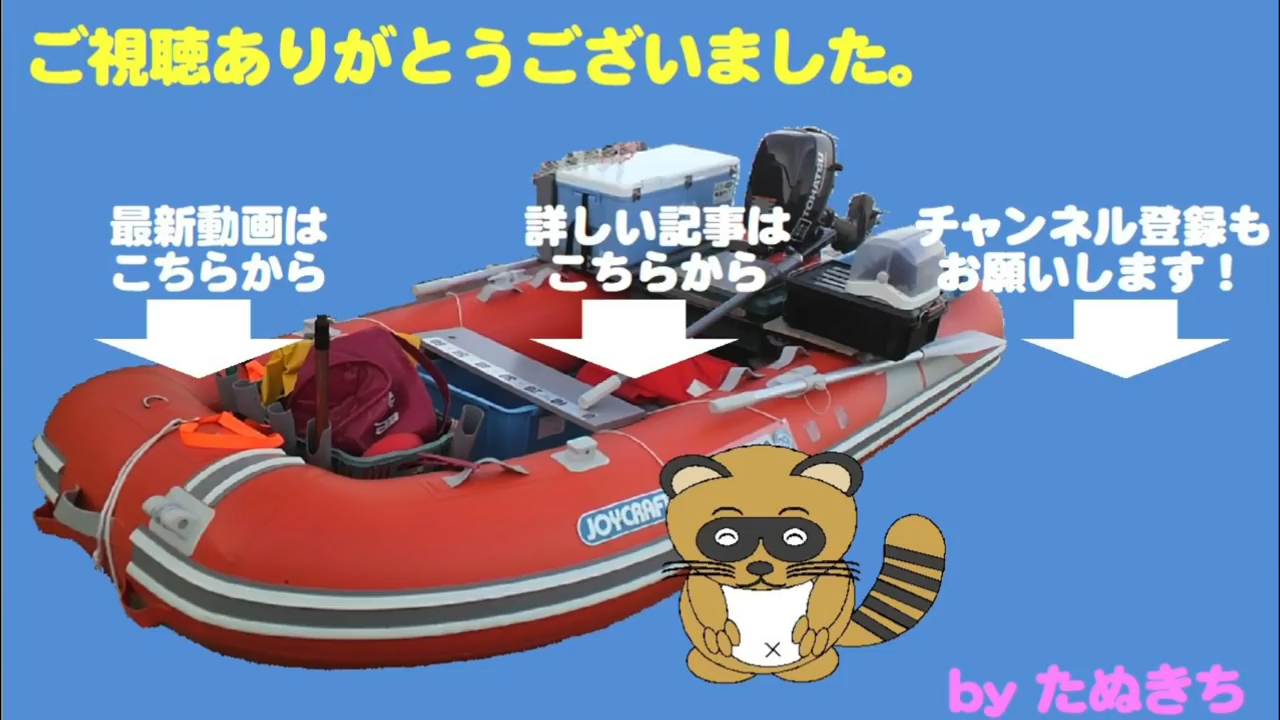 ご視聴ありがとうございました。
最新動画は
こちらから
詳しい記事は
こちらから
チャンネル登録も
お願いします！
TOHATSU
JOYCRAFT
by たぬきち